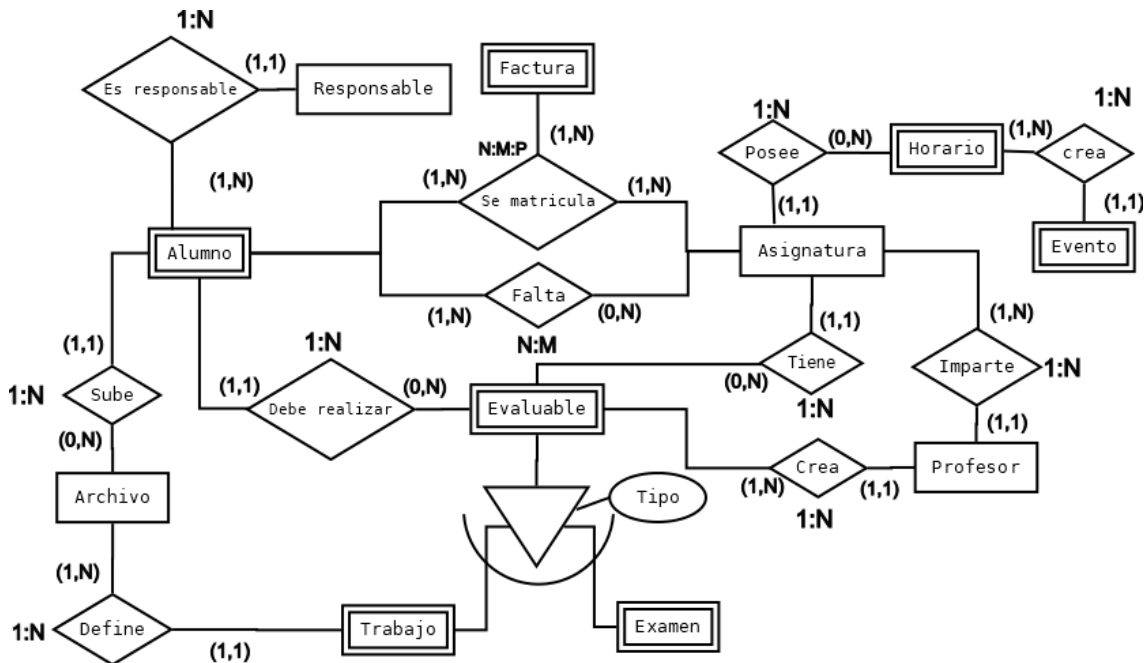 1:N
Es responsable
(1,1)
Responsable
(1,N)
Factura
(1,N)
N:M:P
(1,N)
Se matricula
(1,N)
1:N
Posee
(0,N)
Horario
(1,N)
1:N
crea
(1,1)
(1,1)
Evento
Alumno
Asignatura
(1,N)
Falta
(0,N)
N:M
(1,1)
1:N
Sube
(0,N)
1:N
(1,1)
Debe realizar
(0,N)
Evaluable
(1,1)
(0,N)
Tiene
1:N
(1,N)
Imparte
1:N
(1,1)
Profesor
(1,N)
Crea
(1,1)
1:N
Archivo
Tipo
(1,N)
1:N
Define
(1,1)
Trabajo
Examen